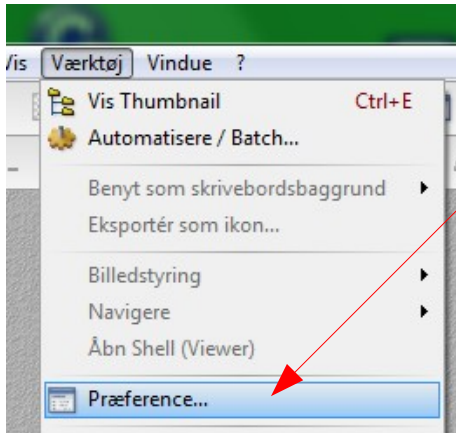 Vis Værktøj Vindue ?
Vis Thumbnail Ctrl+E
Automatisere / Batch...
Benyt som skrivebordsbaggrund
Eksportér som ikon...
Billedstyring
Navigere
Åbn Shell (Viewer)
Præference...